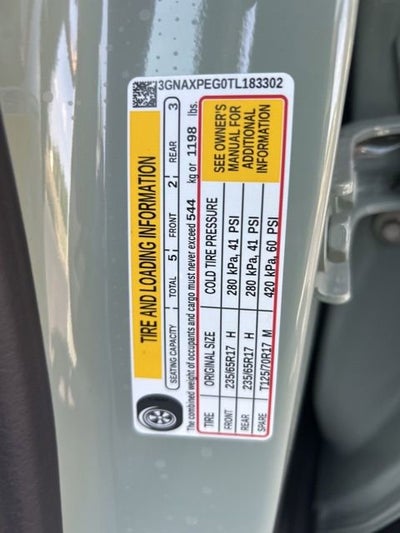 3GNAXPEG0TL183302
TIRE AND LOADING INFORMATION
SEATING CAPACITY TOTAL 5 FRONT 2 REAR 3
The combined weight of occupants and cargo must never exceed 544 kg or 1198 lbs.
TIRE ORIGINAL SIZE COLD TIRE PRESSURE
FRONT 235/65R17 H 280 kPa, 41 PSI
REAR 235/65R17 H 280 kPa, 41 PSI
SPARE T125/70R17 M 420 kPa, 60 PSI
SEE OWNER'S
MANUAL FOR
ADDITIONAL
INFORMATION